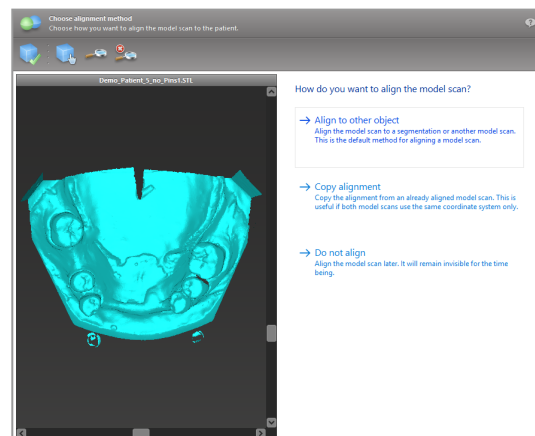 Choose alignment method
Choose how you want to align the model scan to the patient.
Demo_Patient_5_no_Pins1.STL
How do you want to align the model scan?
→ Align to other object
Align the model scan to a segmentation or another model scan.
This is the default method for aligning a model scan.
→ Copy alignment
Copy the alignment from an already aligned model scan. This is
useful if both model scans use the same coordinate system only.
→ Do not align
Align the model scan later. It will remain invisible for the time
being.